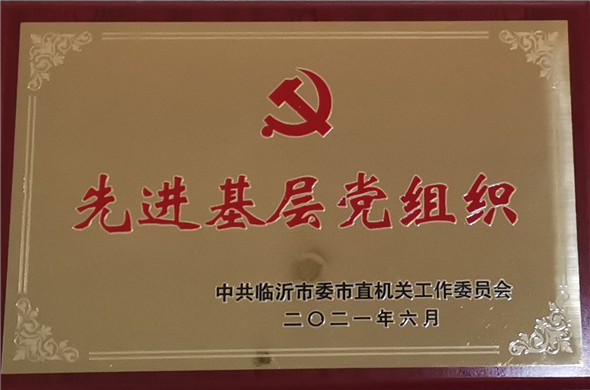 先进基层党组织
中共临沂市委市直机关工作委员会
二〇二一年六月